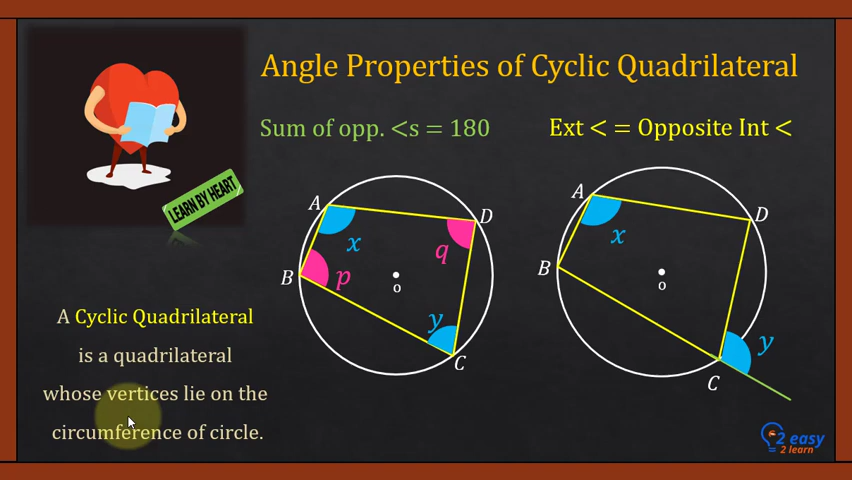 Angle Properties of Cyclic Quadrilateral
Sum of opp. <s = 180
Ext < = Opposite Int <
LEARN BY HEART
A
D
x
q
B
p
o
y
C
A
D
x
B
o
y
C
A Cyclic Quadrilateral
is a quadrilateral
whose vertices lie on the
circumference of circle.
2 easy
2 learn